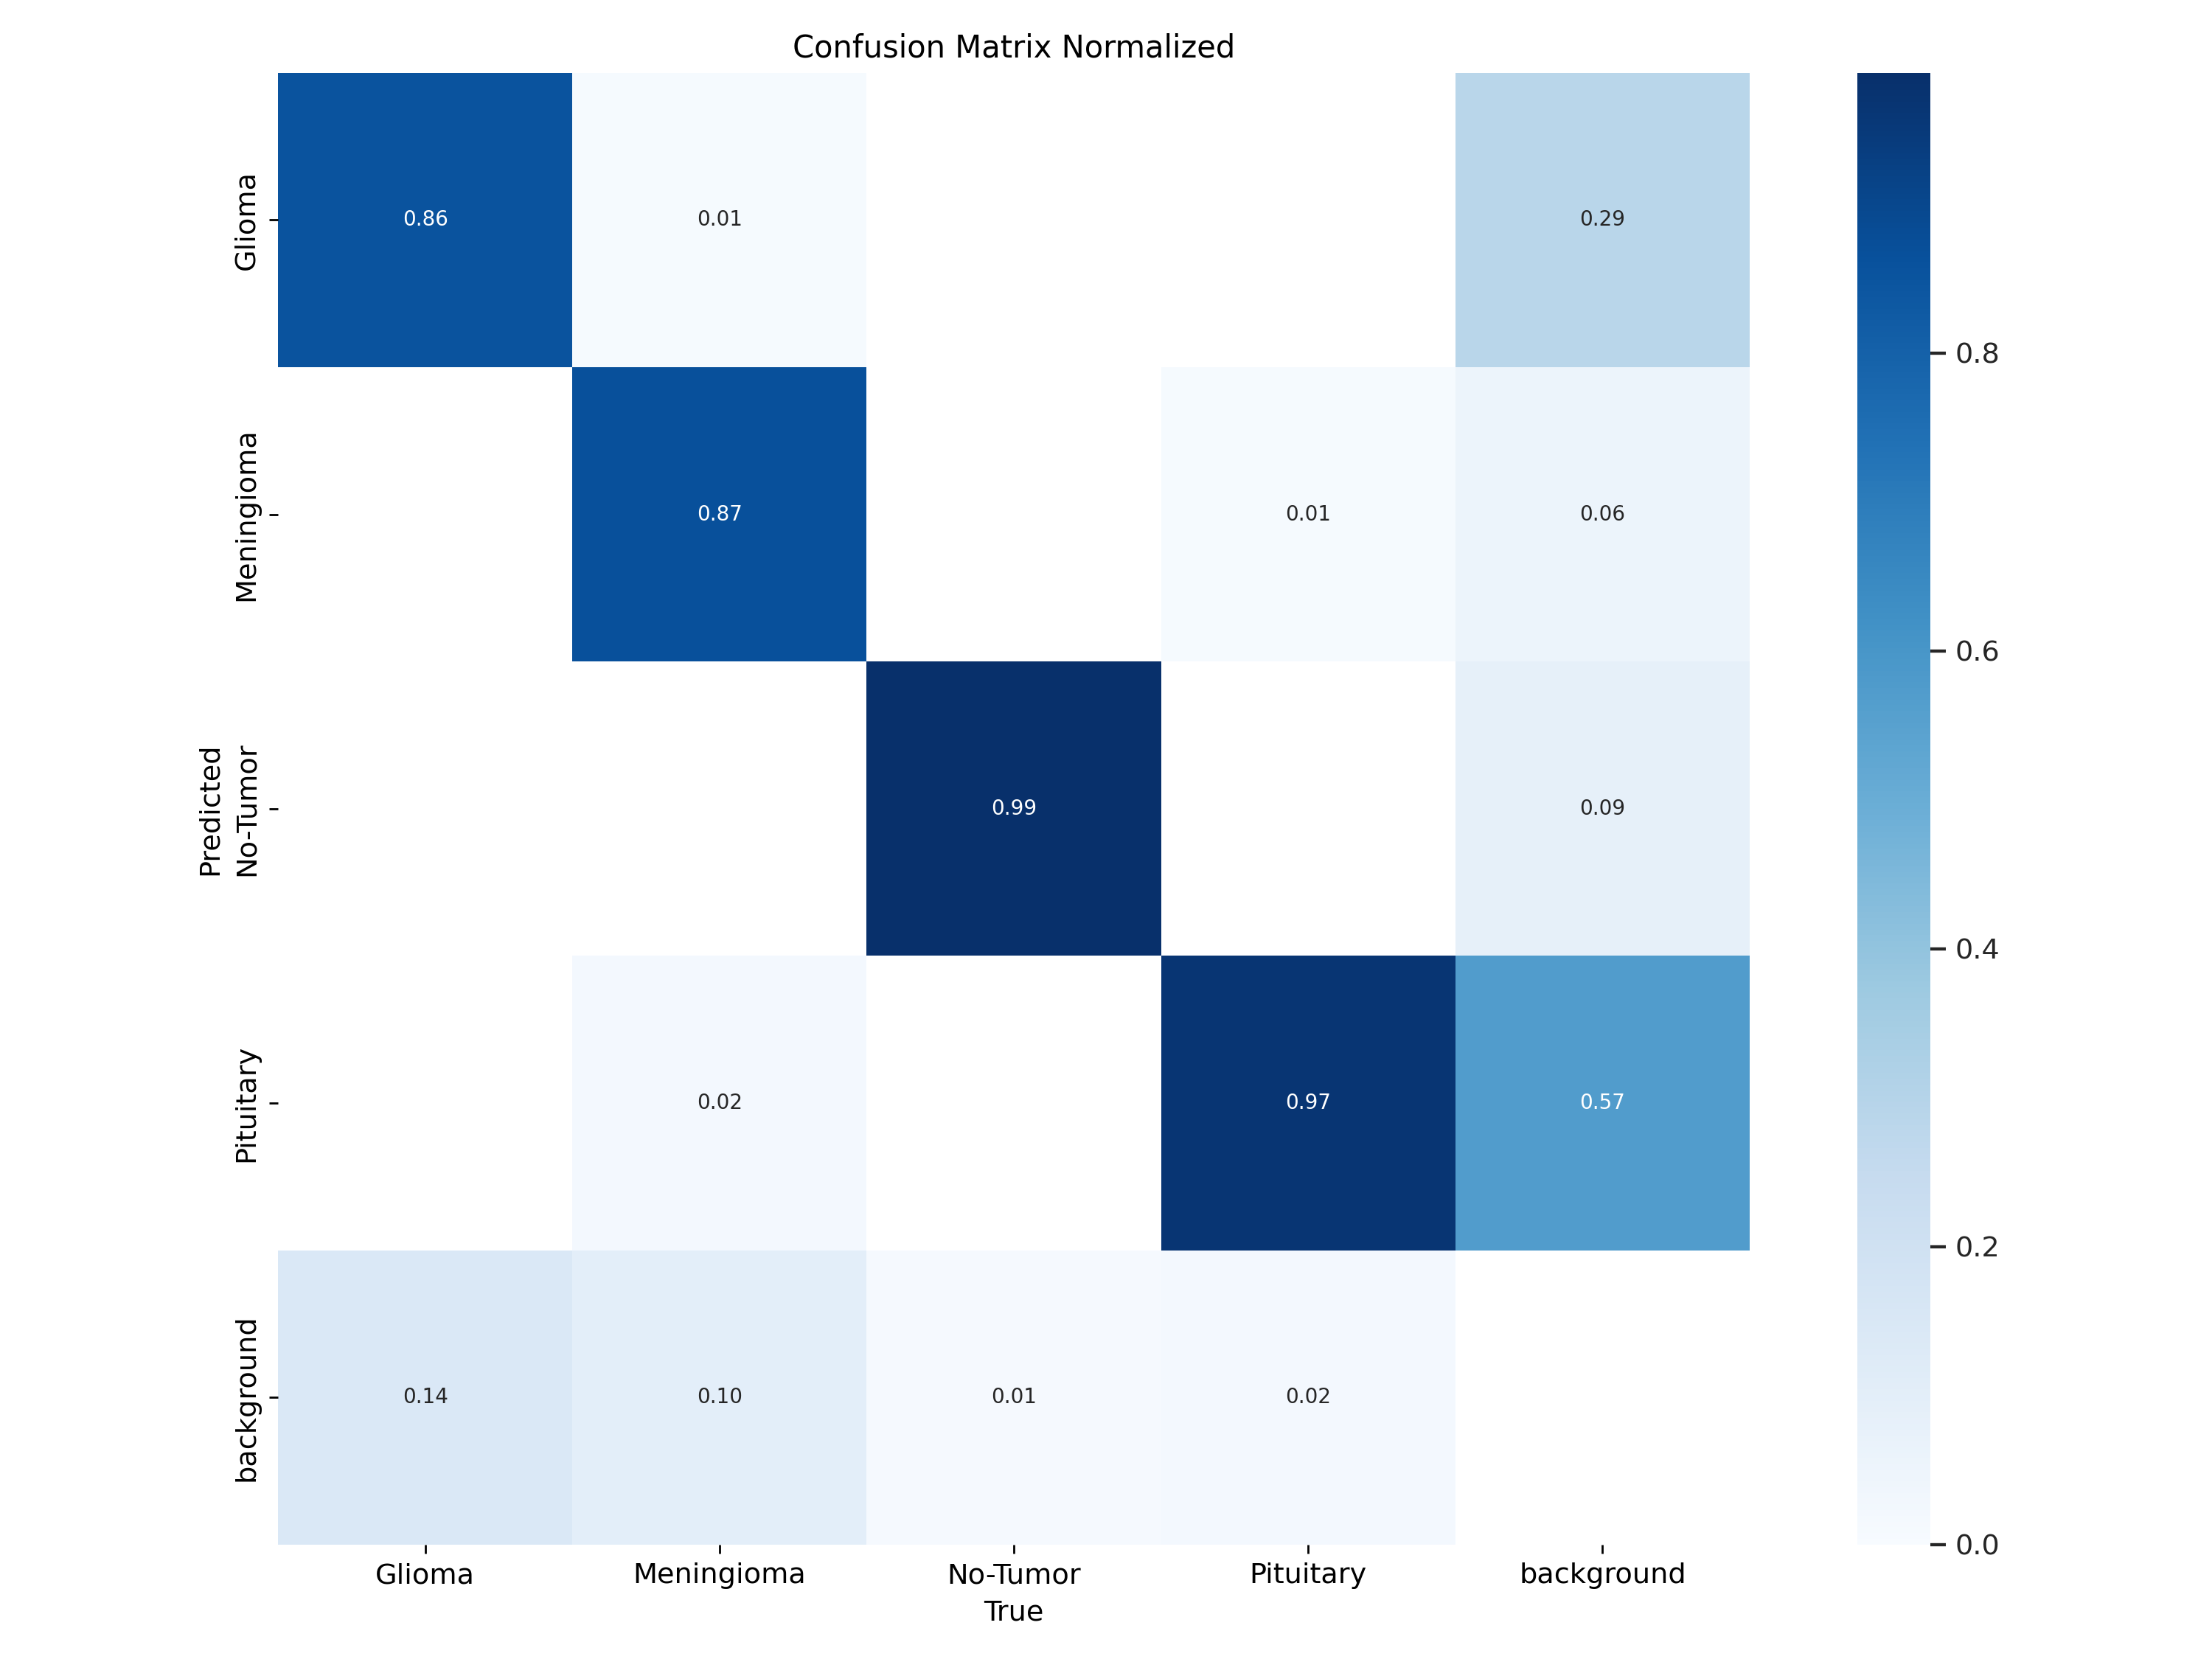 Confusion Matrix Normalized
Glioma
0.86
0.01
0.29
0.8
Meningioma
0.87
0.01
0.06
0.6
Predicted
No-Tumor
0.99
0.09
0.4
Pituitary
0.02
0.97
0.57
0.2
background
0.14
0.10
0.01
0.02
0.0
Glioma
Meningioma
No-Tumor
Pituitary
background
True